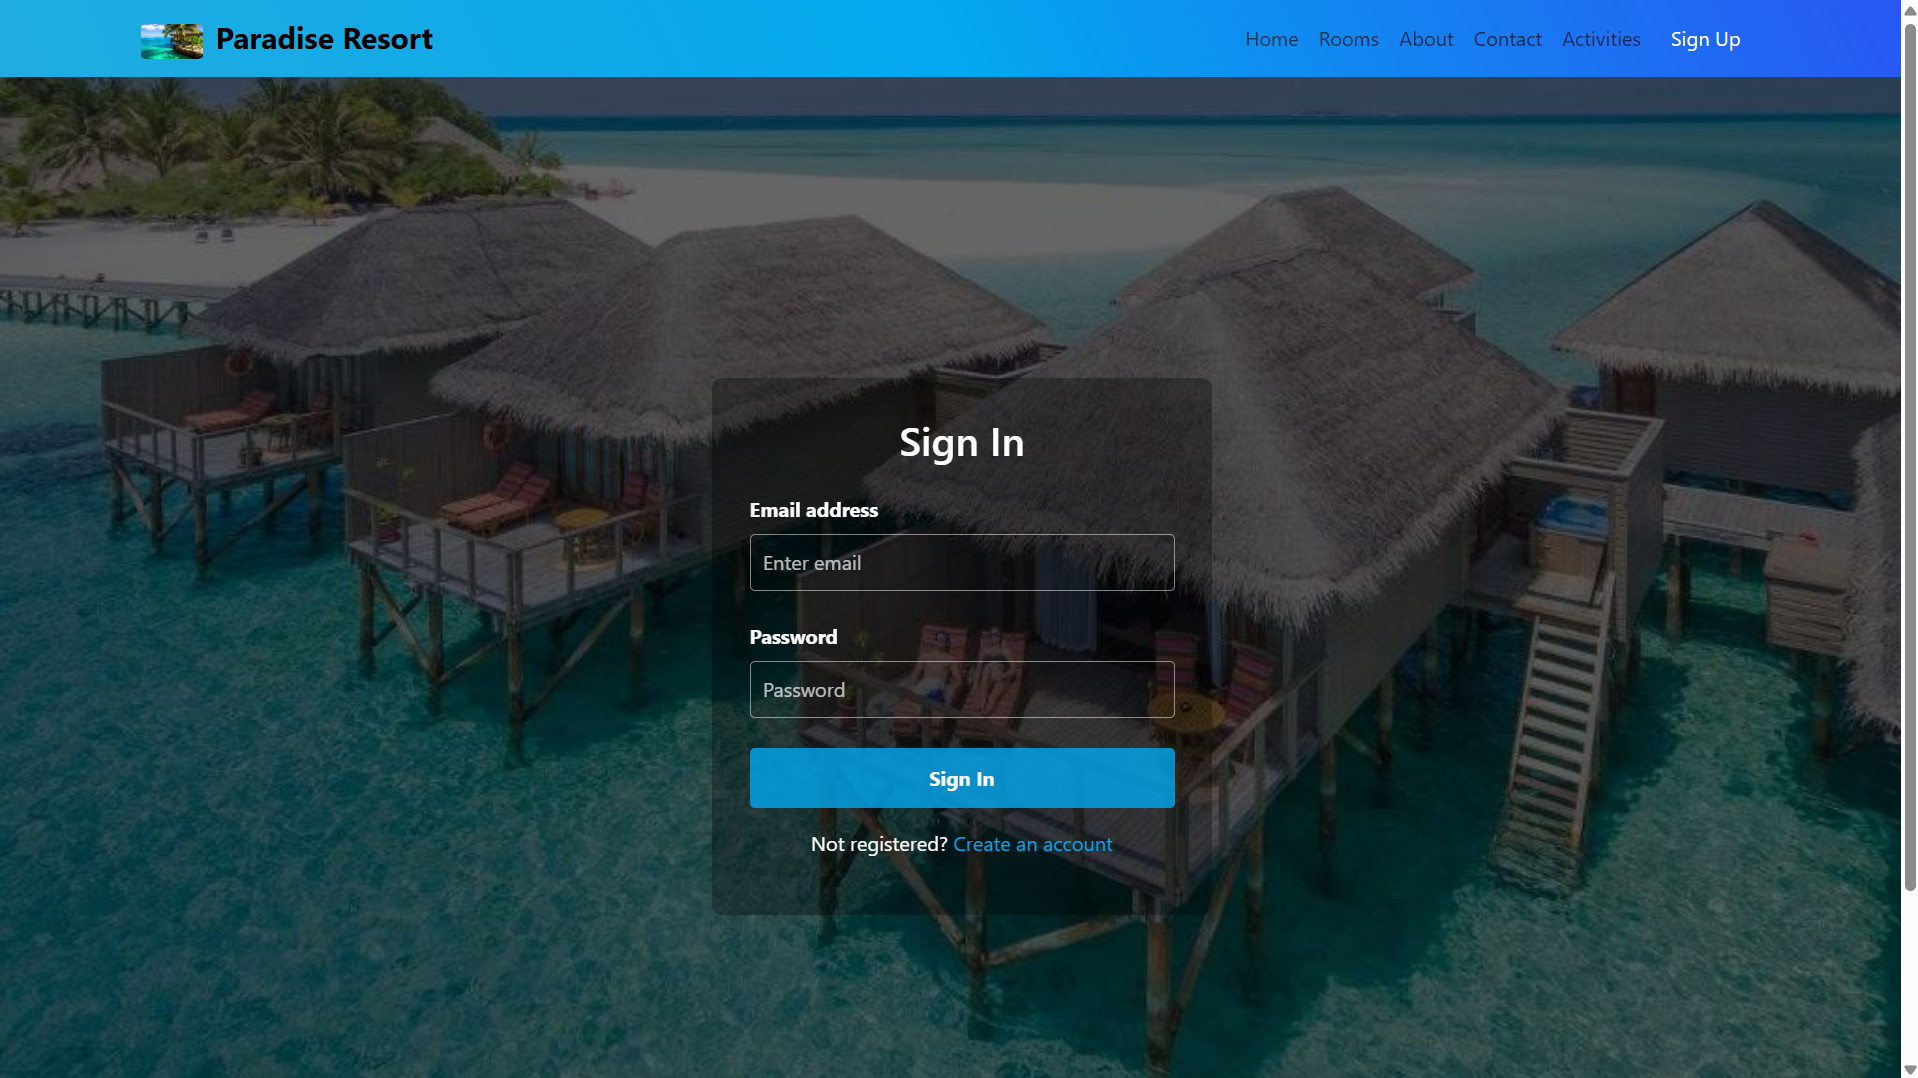 Paradise Resort
Home Rooms About Contact Activities Sign Up
Sign In
Email address
Enter email
Password
Password
Sign In
Not registered? Create an account